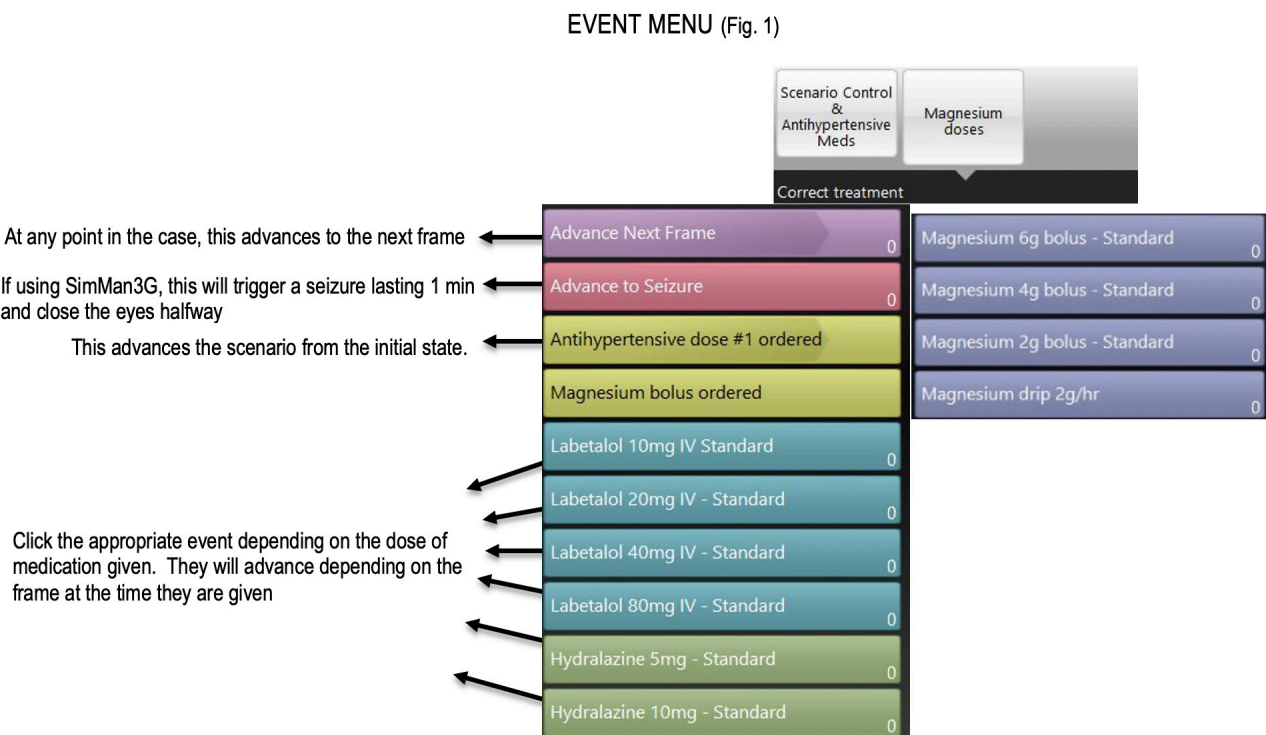 EVENT MENU (Fig. 1)
Scenario Control
&
Antihypertensive
Meds
Magnesium
doses
Correct treatment
At any point in the case, this advances to the next frame
If using SimMan3G, this will trigger a seizure lasting 1 min
and close the eyes halfway
This advances the scenario from the initial state.
Click the appropriate event depending on the dose of
medication given.  They will advance depending on the
frame at the time they are given
Advance Next Frame
0
Advance to Seizure
0
Antihypertensive dose #1 ordered
Magnesium bolus ordered
Labetalol 10mg IV Standard
0
Labetalol 20mg IV - Standard
0
Labetalol 40mg IV - Standard
0
Labetalol 80mg IV - Standard
0
Hydralazine 5mg - Standard
0
Hydralazine 10mg - Standard
0
Magnesium 6g bolus - Standard
0
Magnesium 4g bolus - Standard
0
Magnesium 2g bolus - Standard
0
Magnesium drip 2g/hr
0